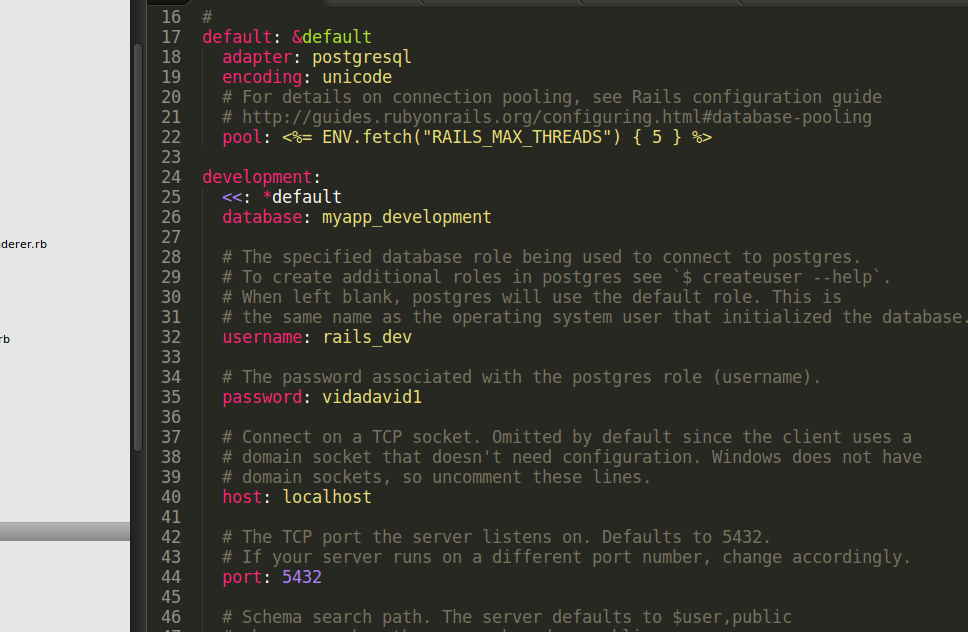 16 #
17 default: &default
18 adapter: postgresql
19 encoding: unicode
20 # For details on connection pooling, see Rails configuration guide
21 # http://guides.rubyonrails.org/configuring.html#database-pooling
22 pool: <%= ENV.fetch("RAILS_MAX_THREADS") { 5 } %>
23
24 development:
25 <<: *default
26 database: myapp_development
27
derer.rb
28 # The specified database role being used to connect to postgres.
29 # To create additional roles in postgres see `$ createuser --help`.
30 # When left blank, postgres will use the default role. This is
31 # the same name as the operating system user that initialized the database.
32 username: rails_dev
rb
33
34 # The password associated with the postgres role (username).
35 password: vidadavid1
36
37 # Connect on a TCP socket. Omitted by default since the client uses a
38 # domain socket that doesn't need configuration. Windows does not have
39 # domain sockets, so uncomment these lines.
40 host: localhost
41
42 # The TCP port the server listens on. Defaults to 5432.
43 # If your server runs on a different port number, change accordingly.
44 port: 5432
45
46 # Schema search path. The server defaults to $user,public